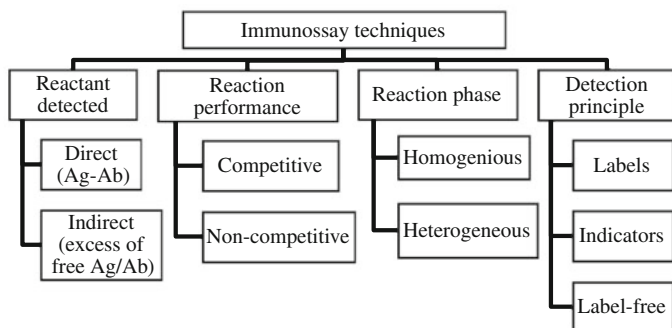 Immunossay techniques
Reactant
detected
Direct
(Ag-Ab)
Indirect
(excess of
free Ag/Ab)
Reaction
performance
Competitive
Non-competitive
Reaction phase
Homogenious
Heterogeneous
Detection
principle
Labels
Indicators
Label-free